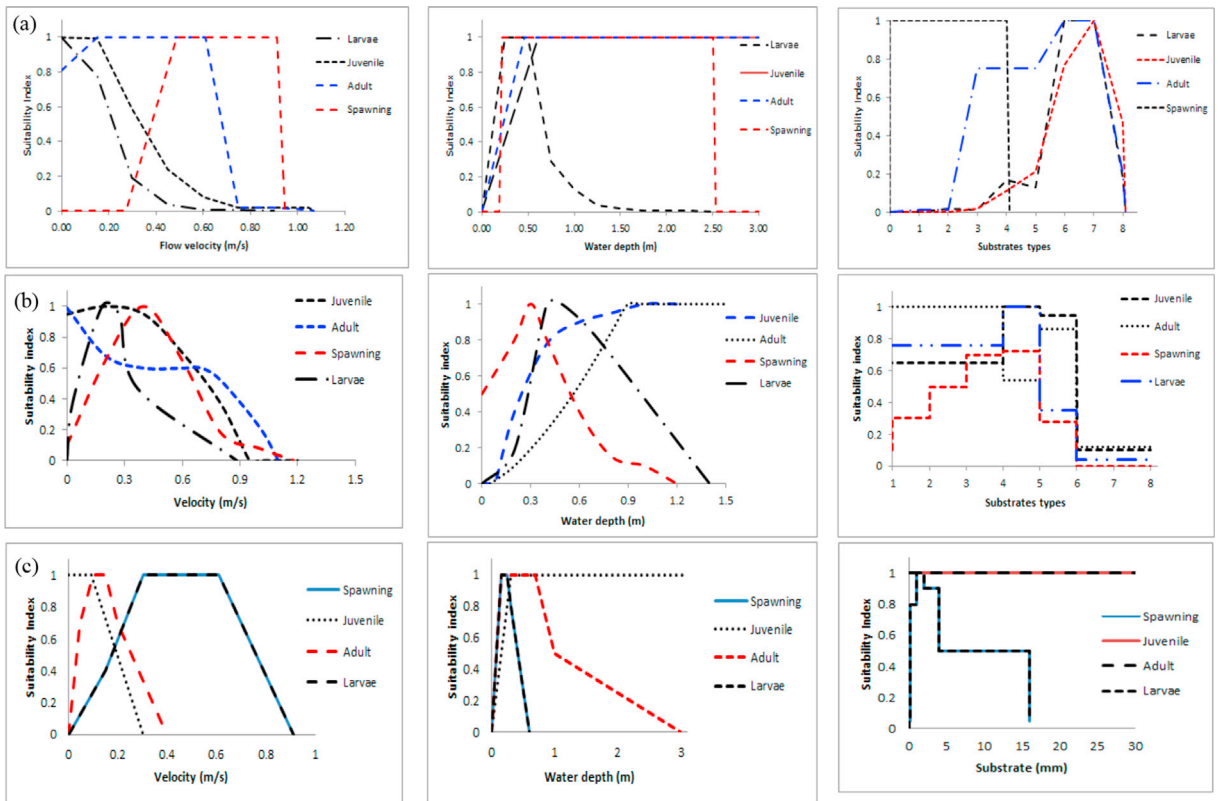 (a)
Suitability Index
1
0.8
0.6
0.4
0.2
0
0.00 0.20 0.40 0.60 0.80 1.00 1.20
Flow velocity (m/s)
Larvae
Juvenile
Adult
Spawning
Suitability Index
1
0.8
0.6
0.4
0.2
0
0.00 0.50 1.00 1.50 2.00 2.50 3.00
Water depth (m)
Larvae
Juvenile
Adult
Spawning
Suitability Index
1
0.8
0.6
0.4
0.2
0
0 1 2 3 4 5 6 7 8
Substrates types
Larvae
Juvenile
Adult
Spawning
(b)
Suitability index
1
0.8
0.6
0.4
0.2
0
0 0.3 0.6 0.9 1.2 1.5
Velocity (m/s)
Juvenile
Adult
Spawning
Larvae
Suitability index
1
0.8
0.6
0.4
0.2
0
0 0.3 0.6 0.9 1.2 1.5
Water depth (m)
Juvenile
Adult
Spawning
Larvae
Suitability index
1
0.8
0.6
0.4
0.2
0
1 2 3 4 5 6 7 8
Substrates types
Juvenile
Adult
Spawning
Larvae
(c)
Suitability index
1
0.8
0.6
0.4
0.2
0
0 0.2 0.4 0.6 0.8 1
Velocity (m/s)
Spawning
Juvenile
Adult
Larvae
Suitability index
1
0.8
0.6
0.4
0.2
0
0 1 2 3
Water depth (m)
Spawning
Juvenile
Adult
Larvae
Suitability Index
1
0.8
0.6
0.4
0.2
0
0 5 10 15 20 25 30
Substrate (mm)
Spawning
Juvenile
Adult
Larvae